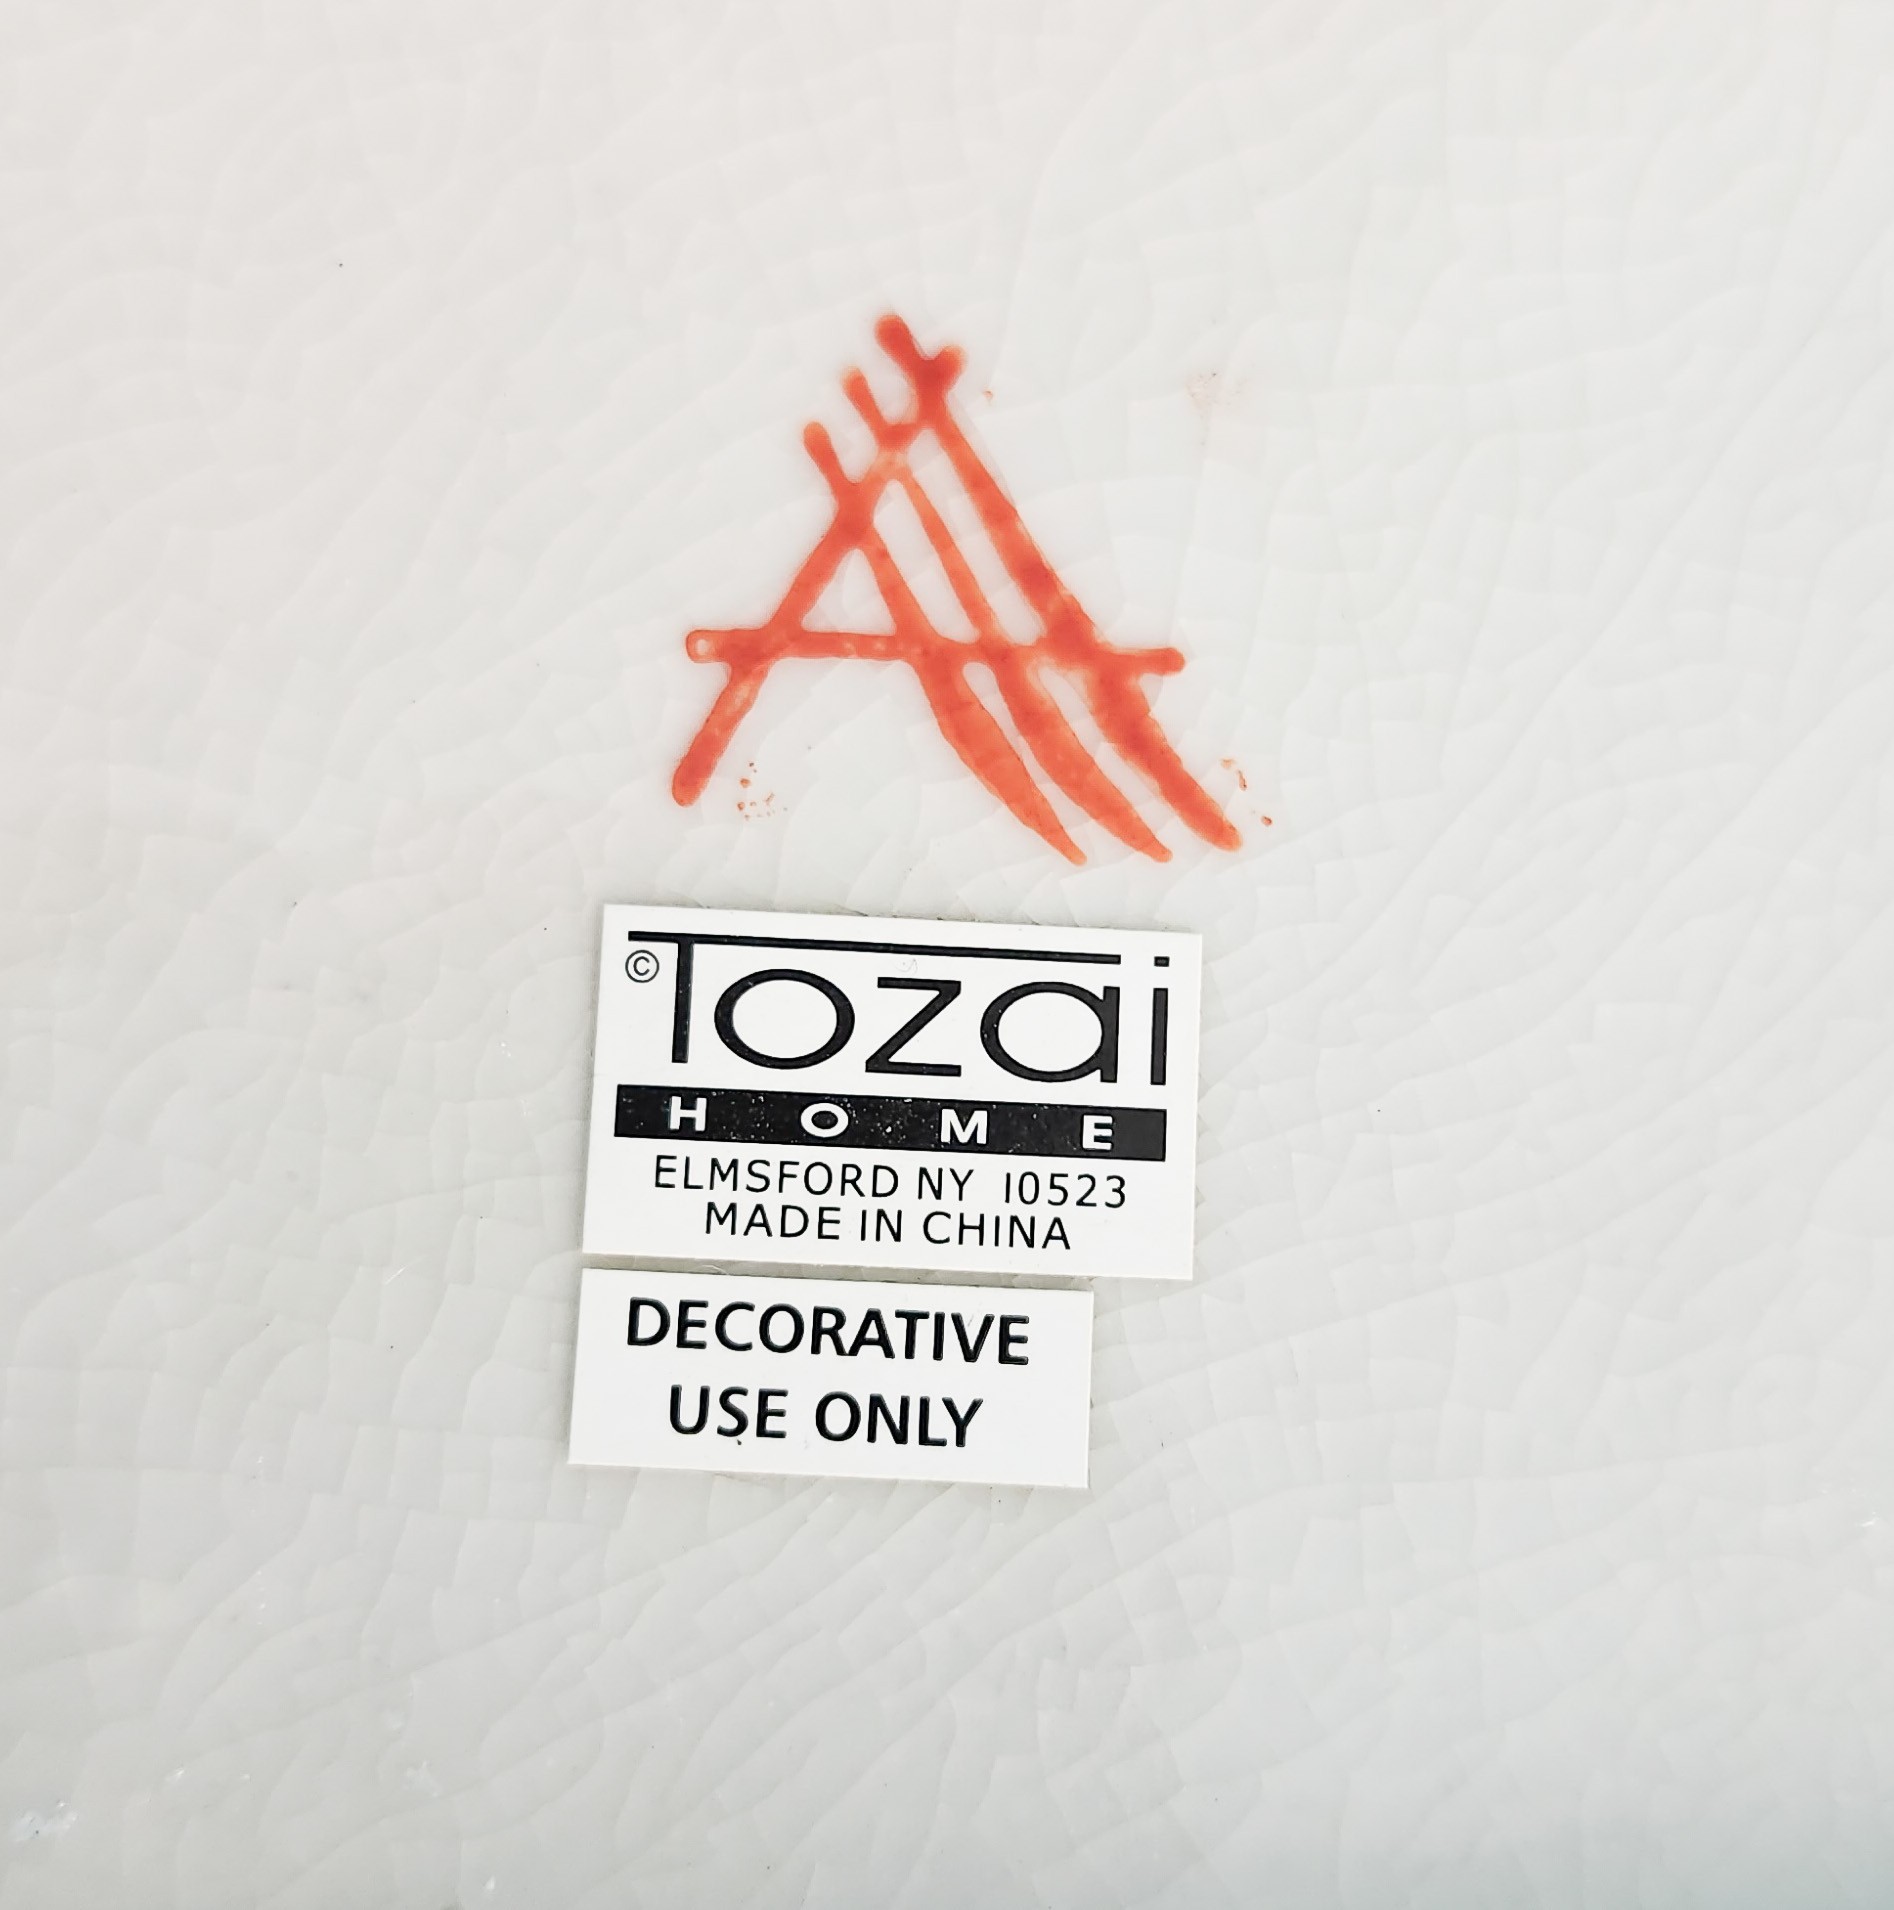 © Tozai
HOME
ELMSFORD NY 10523
MADE IN CHINA
DECORATIVE
USE ONLY